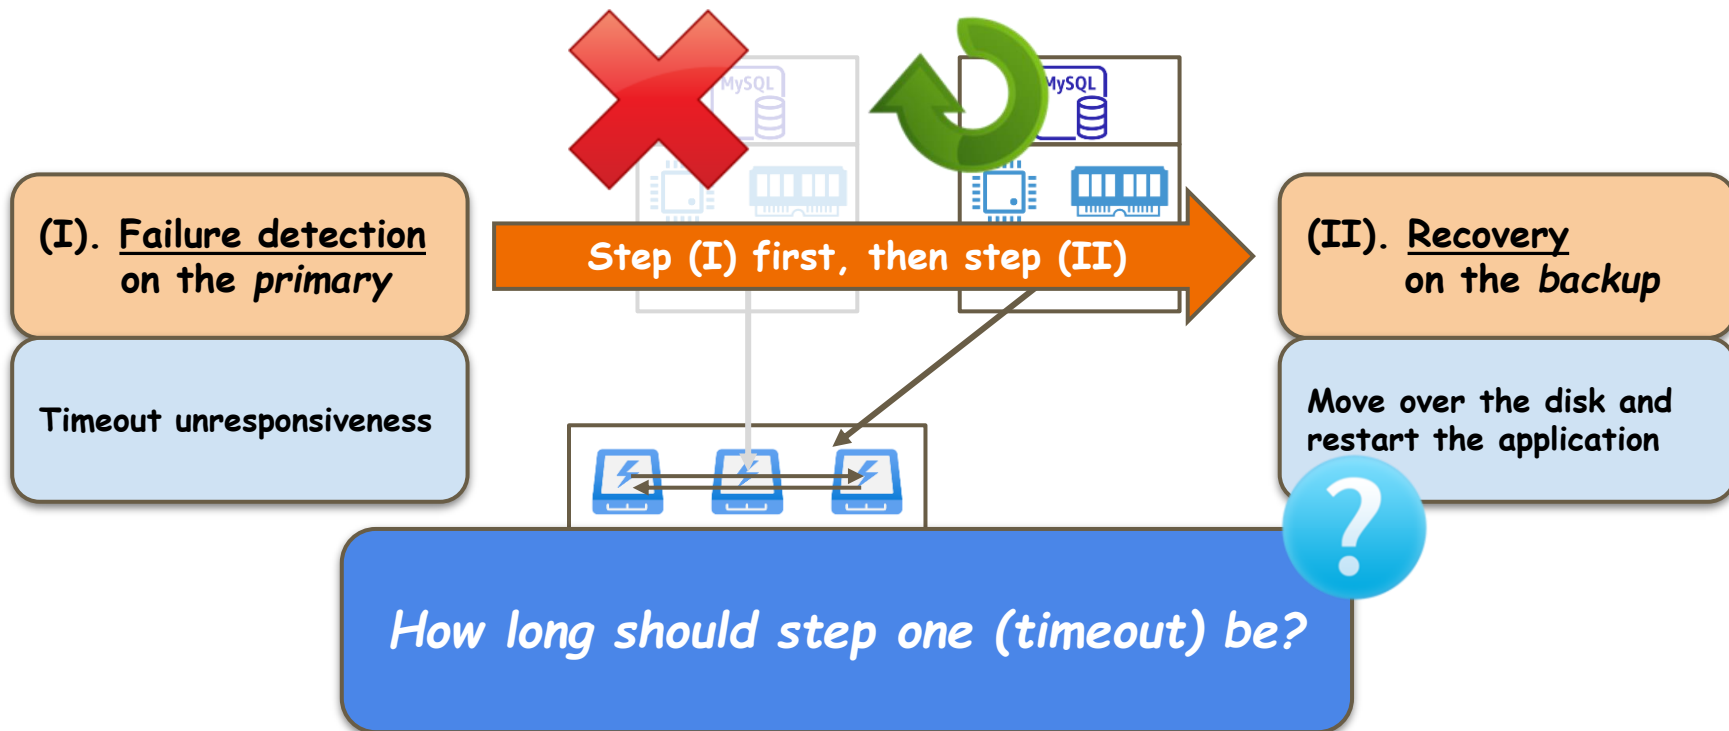 MySQL
MySQL
(I). Failure detection
on the primary
Step (I) first, then step (II)
(II). Recovery
on the backup
Timeout unresponsiveness
Move over the disk and
restart the application
?
How long should step one (timeout) be?